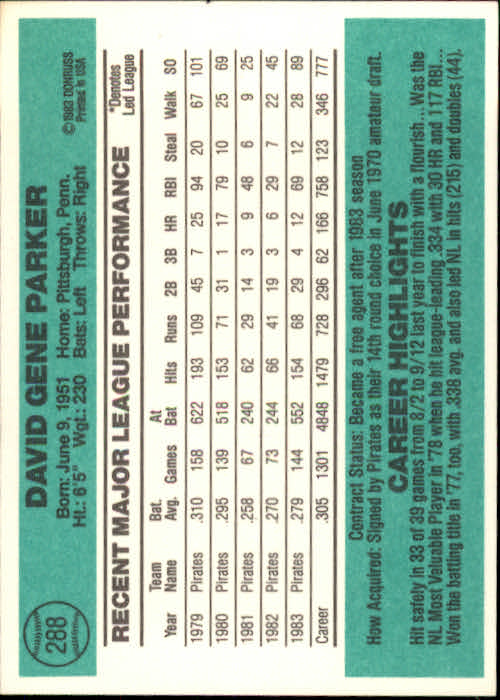 288
DAVID GENE PARKER
Born: June 9, 1951 Home: Pittsburgh, Penn.
Ht.: 6'5" Wgt.: 230 Bats: Left Throws: Right
©1983 DONRUSS
Printed in USA
RECENT MAJOR LEAGUE PERFORMANCE
*Denotes Led League
Year Team Name Bat. Avg. Games At Bat Hits Runs 2B 3B HR RBI Steal Walk SO
1979 Pirates .310 158 622 193 109 45 7 25 94 20 67 101
1980 Pirates .295 139 518 153 71 31 1 17 79 10 25 69
1981 Pirates .258 67 240 62 29 14 3 9 48 6 9 25
1982 Pirates .270 73 244 66 41 19 3 6 29 7 22 45
1983 Pirates .279 144 552 154 68 29 4 12 69 12 28 89
Career .305 1301 4848 1479 728 296 62 166 758 123 346 777
Contract Status: Became a free agent after 1983 season
How Acquired: Signed by Pirates as their 14th round choice in June 1970 amateur draft.
CAREER HIGHLIGHTS
Hit safely in 33 of 39 games from 8/2 to 9/12 last year to finish with a flourish... Was the
NL Most Valuable Player in '78 when he hit league-leading .334 with 30 HR and 117 RBI...
Won the batting title in '77, too, with .338 avg. and also led NL in hits (215) and doubles (44).